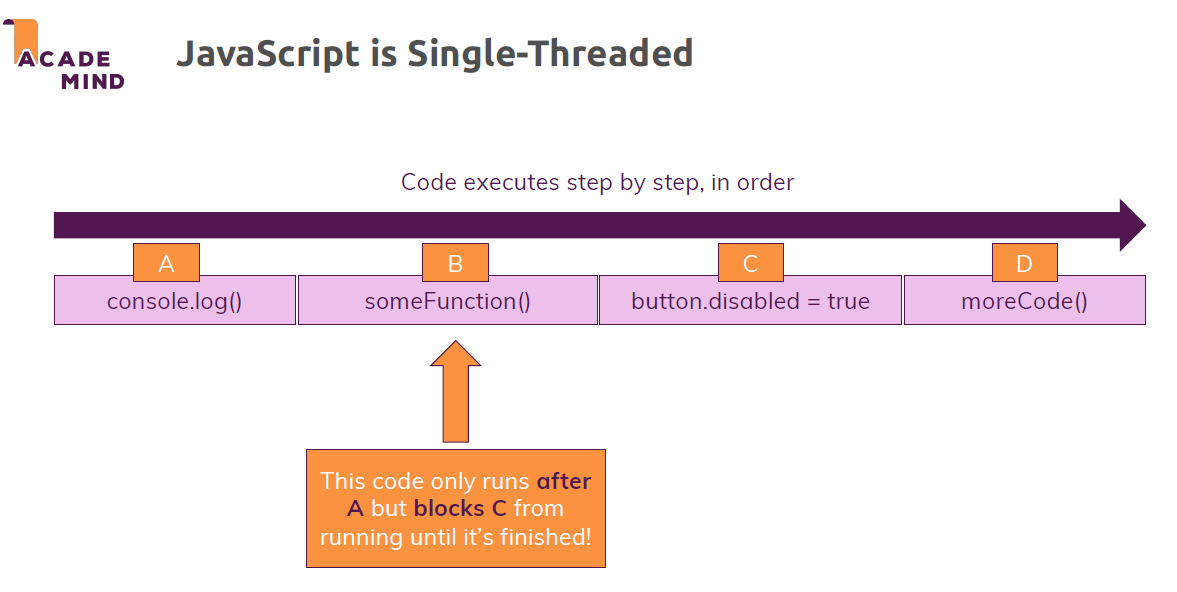 ACADE
MIND
JavaScript is Single-Threaded
Code executes step by step, in order
A
B
C
D
console.log()
someFunction()
button.disabled = true
moreCode()
This code only runs after
A but blocks C from
running until it’s finished!